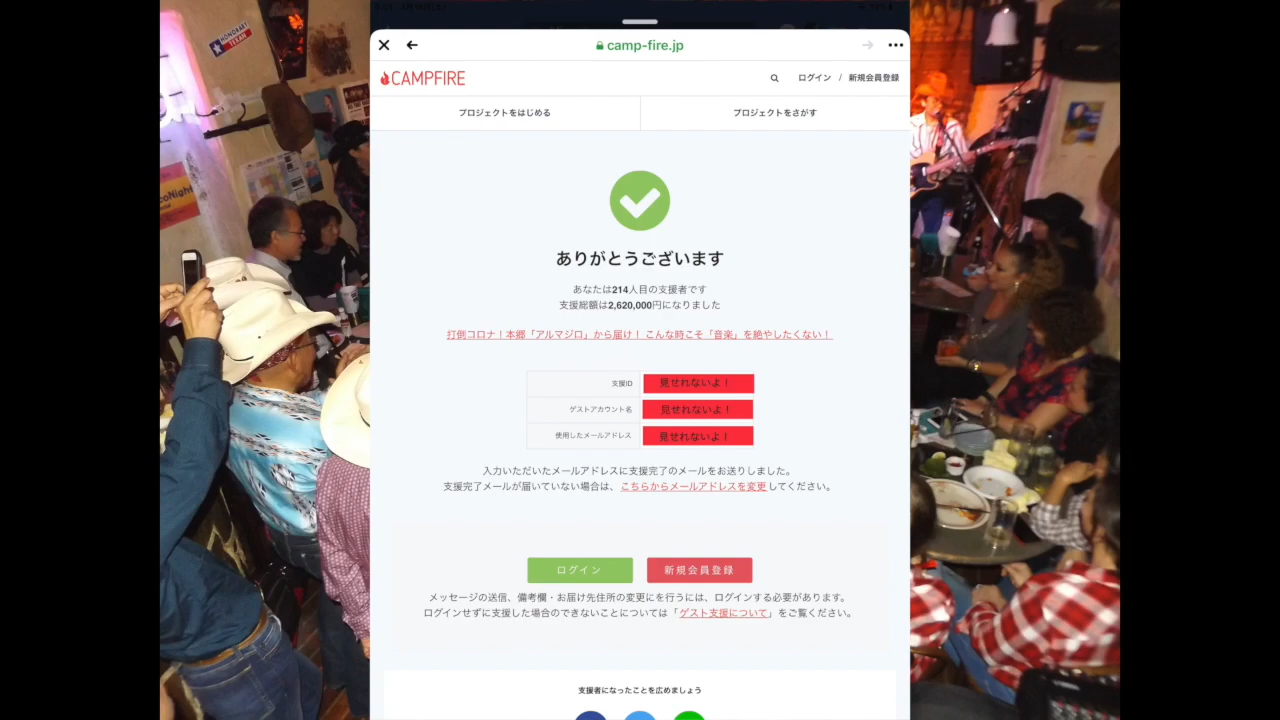 camp-fire.jp
CAMPFIRE
ログイン / 新規会員登録
プロジェクトをはじめる
プロジェクトをさがす
ありがとうございます
あなたは214人目の支援者です
支援総額は2,620,000円になりました
打倒コロナ！本郷「アルマジロ」から届け！ こんな時こそ「音楽」を絶やしたくない！
支援ID 見せれないよ！
ゲストアカウント名 見せれないよ！
使用したメールアドレス 見せれないよ！
入力いただいたメールアドレスに支援完了のメールをお送りしました。
支援完了メールが届いていない場合は、こちらからメールアドレスを変更してください。
ログイン
新規会員登録
メッセージの送信、備考欄・お届け先住所の変更にを行うには、ログインする必要があります。
ログインせずに支援した場合のできないことについては「ゲスト支援について」をご覧ください。
支援者になったことを広めましょう
HONORARY
TEXAN